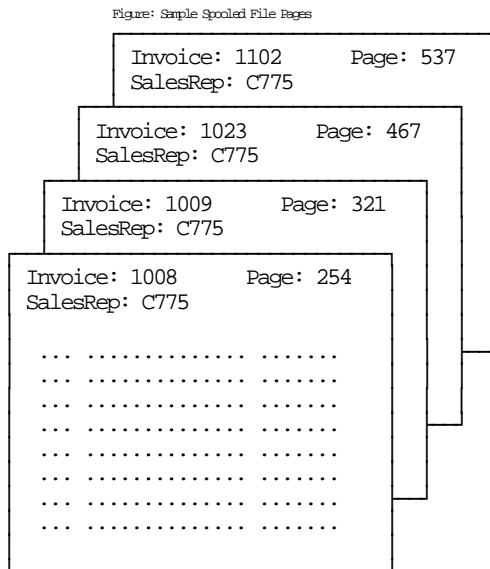 Figure: Sample Spooled File Pages
Invoice: 1102 Page: 537
SalesRep: C775
Invoice: 1023 Page: 467
SalesRep: C775
Invoice: 1009 Page: 321
SalesRep: C775
Invoice: 1008 Page: 254
SalesRep: C775
... .............. .......
... .............. .......
... .............. .......
... .............. .......
... .............. .......
... .............. .......
... .............. .......